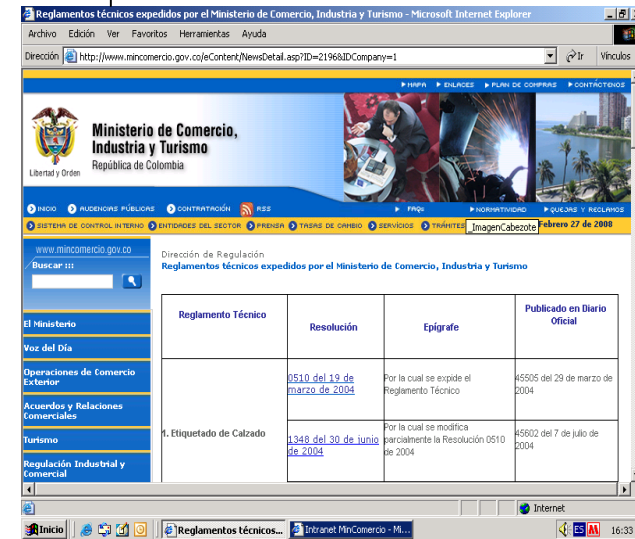 Reglamentos técnicos expedidos por el Ministerio de Comercio, Industria y Turismo - Microsoft Internet Explorer
Archivo Edición Ver Favoritos Herramientas Ayuda
Dirección http://www.mincomercio.gov.co/eContent/NewsDetail.asp?ID=2196&IDCompany=1 Ir Vínculos
MAPA ENLACES PLAN DE COMPRAS CONTÁCTENOS
Ministerio de Comercio,
Industria y Turismo
República de Colombia
Libertad y Orden
INICIO AUDIENCIAS PÚBLICAS CONTRATACIÓN RSS FAQs NORMATIVIDAD QUEJAS Y RECLAMOS
SISTEMA DE CONTROL INTERNO ENTIDADES DEL SECTOR PRENSA TASAS DE CAMBIO SERVICIOS TRÁMITES _ImagenCabezote Febrero 27 de 2008
www.mincomercio.gov.co
Buscar :::
El Ministerio
Voz del Día
Operaciones de Comercio
Exterior
Acuerdos y Relaciones
Comerciales
Turismo
Regulación Industrial y
Comercial
Dirección de Regulación
Reglamentos técnicos expedidos por el Ministerio de Comercio, Industria y Turismo
Reglamento Técnico
Resolución
Epígrafe
Publicado en Diario
Oficial
1. Etiquetado de Calzado
0510 del 19 de
marzo de 2004
Por la cual se expide el
Reglamento Técnico
45505 del 29 de marzo de
2004
1348 del 30 de junio
de 2004
Por la cual se modifica
parcialmente la Resolución 0510
de 2004
45602 del 7 de julio de
2004
Internet
Inicio Reglamentos técnicos... Intranet MinComercio - Mi... ES 16:33